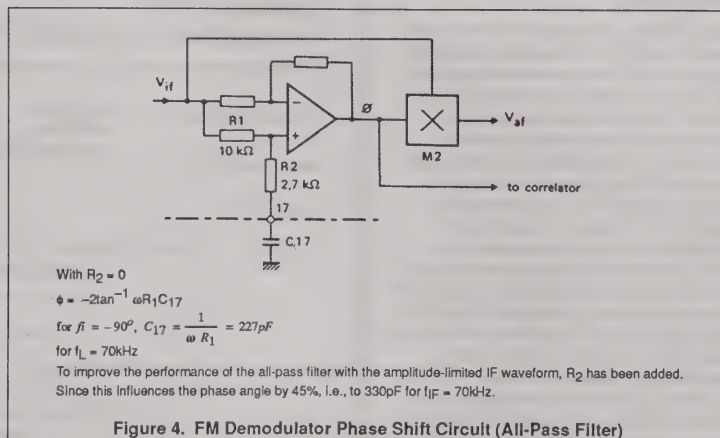 V if
R1
10 kΩ
R2
2,7 kΩ
17
C,17
−
+
Ø
M2
V af
to correlator
With R2 = 0
ϕ = −2tan−1 ωR1C17
for fi = −90o, C17 = 1 / ω R1 = 227pF
for fL = 70kHz
To improve the performance of the all-pass filter with the amplitude-limited IF waveform, R2 has been added.
Since this influences the phase angle by 45%, i.e., to 330pF for fIF = 70kHz.
Figure 4. FM Demodulator Phase Shift Circuit (All-Pass Filter)